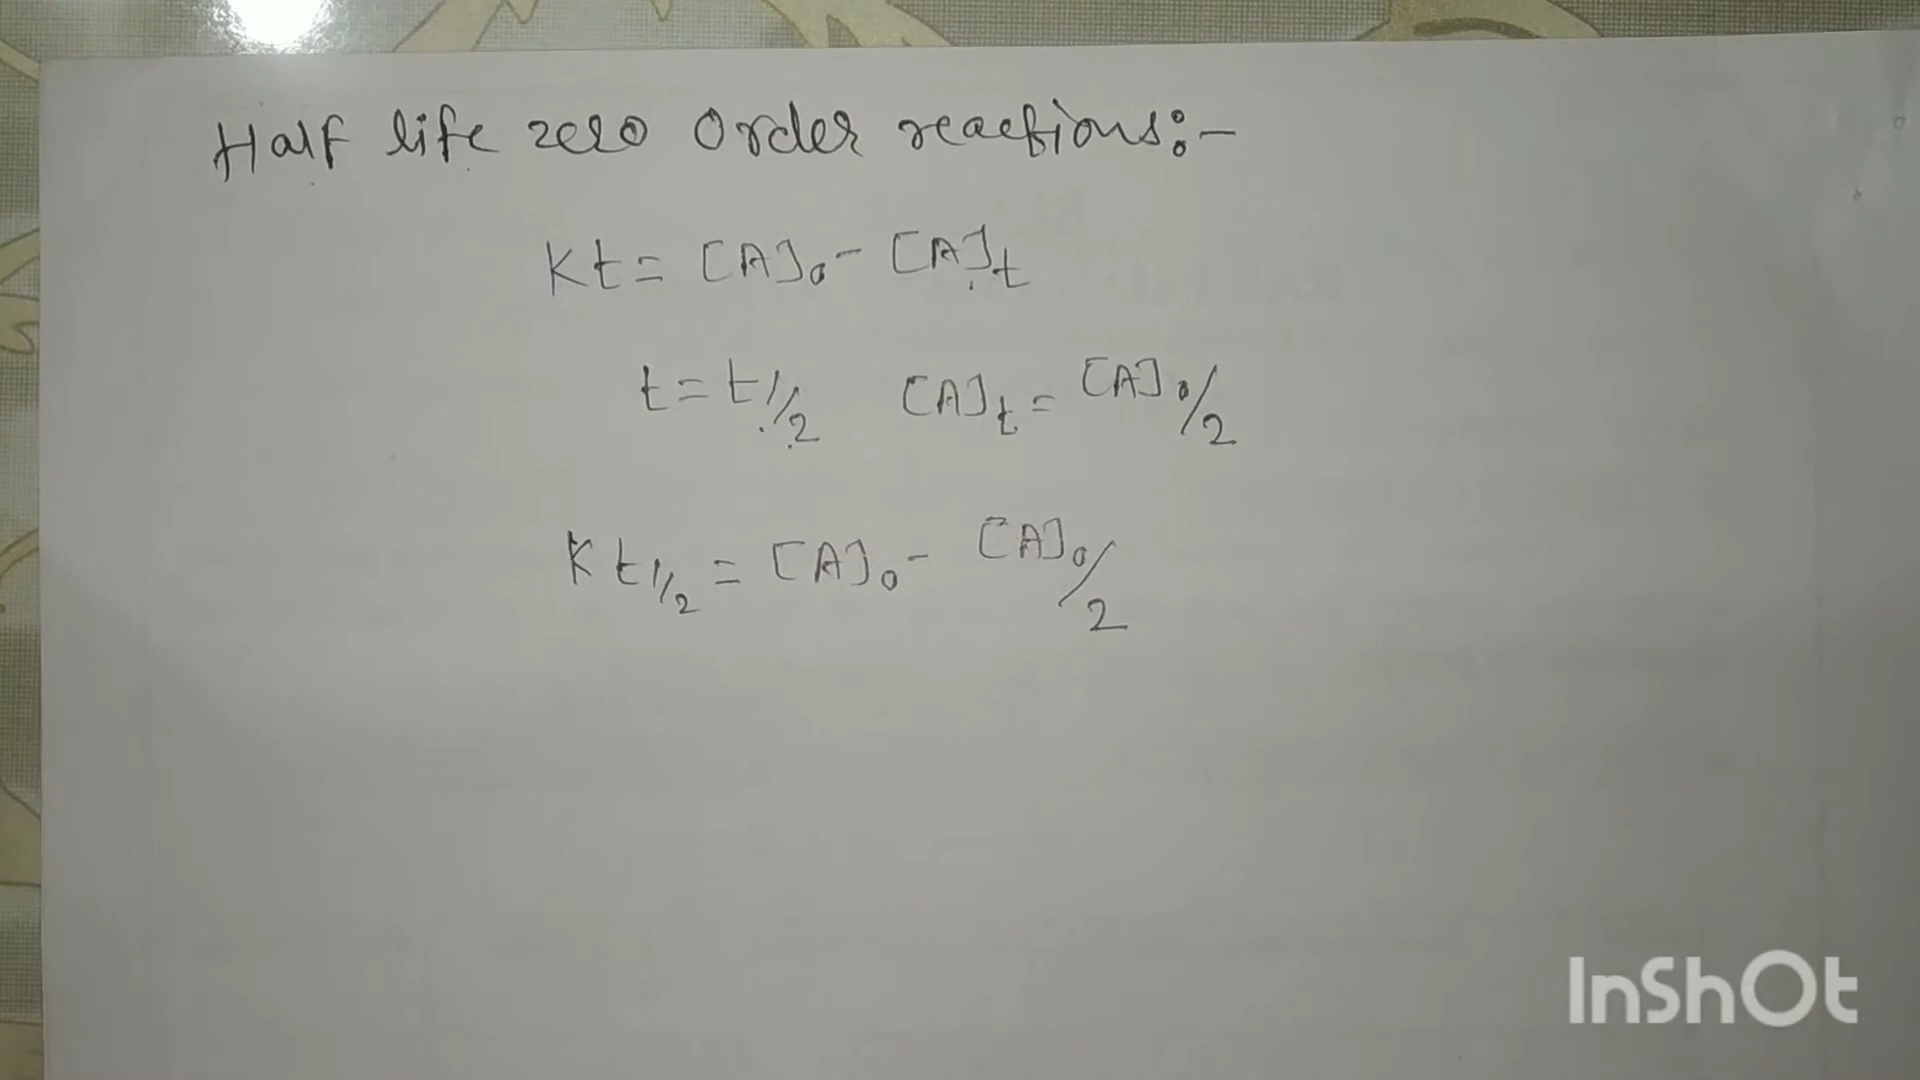 Half life zero Order reactions:-
Kt = [A]₀ - [A]t
t = t1/2 [A]t = [A]₀/2
Kt1/2 = [A]₀ - [A]₀/2
InShOt